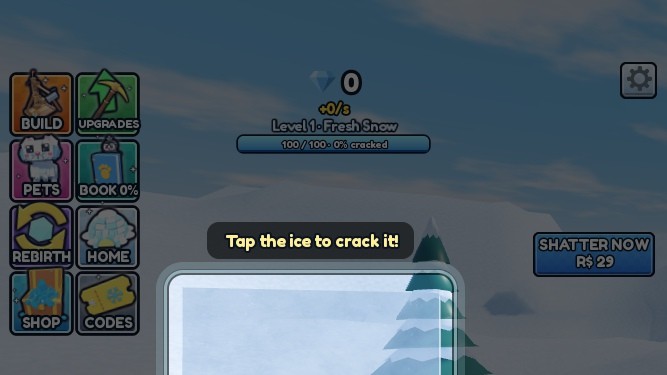 0
+0/s
Level 1 · Fresh Snow
100 / 100 · 0% cracked
BUILD
UPGRADES
PETS
BOOK 0%
REBIRTH
HOME
SHOP
CODES
Tap the ice to crack it!
SHATTER NOW
R$ 29